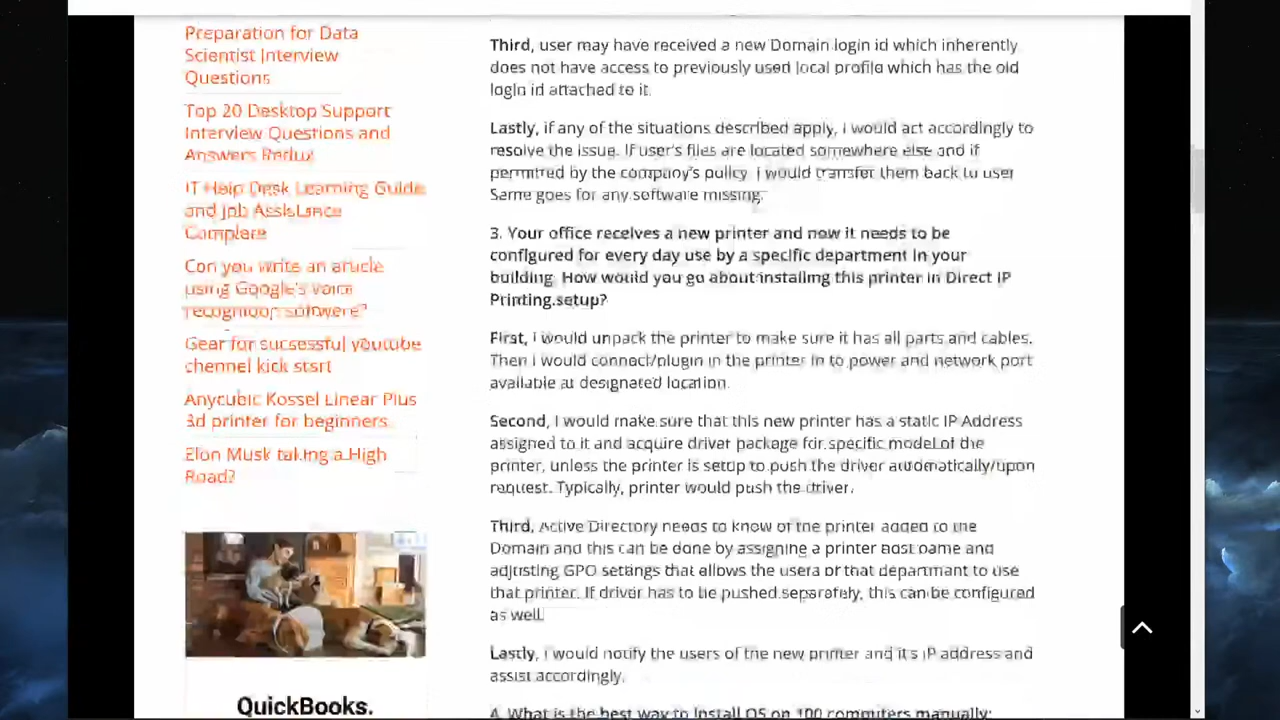 Preparation for Data
Scientist Interview
Questions
Top 20 Desktop Support
Interview Questions and
Answers Redux
IT Help Desk Learning Guide
and Job Assistance
Complete
Can you write an article
using Google's voice
recognition software?
Gear for successful youtube
channel kick start
Anycubic Kossel Linear Plus
3d printer for beginners
Elon Musk taking a High
Road?
QuickBooks.
Third, user may have received a new Domain login id which inherently
does not have access to previously used local profile which has the old
login id attached to it.
Lastly, if any of the situations described apply, I would act accordingly to
resolve the issue. If user's files are located somewhere else and if
permitted by the company's policy, I would transfer them back to user
Same goes for any software missing.
3. Your office receives a new printer and now it needs to be
configured for every day use by a specific department in your
building. How would you go about installing this printer in Direct IP
Printing setup?
First, I would unpack the printer to make sure it has all parts and cables.
Then I would connect/plugin in the printer in to power and network port
available at designated location.
Second, I would make sure that this new printer has a static IP Address
assigned to it and acquire driver package for specific model of the
printer, unless the printer is setup to push the driver automatically/upon
request. Typically, printer would push the driver.
Third, Active Directory needs to know of the printer added to the
Domain and this can be done by assigning a printer host name and
adjusting GPO settings that allows the users of that department to use
that printer. If driver has to be pushed separately, this can be configured
as well.
Lastly, I would notify the users of the new printer and it's IP address and
assist accordingly.
4. What is the best way to Install OS on 100 computers manually;